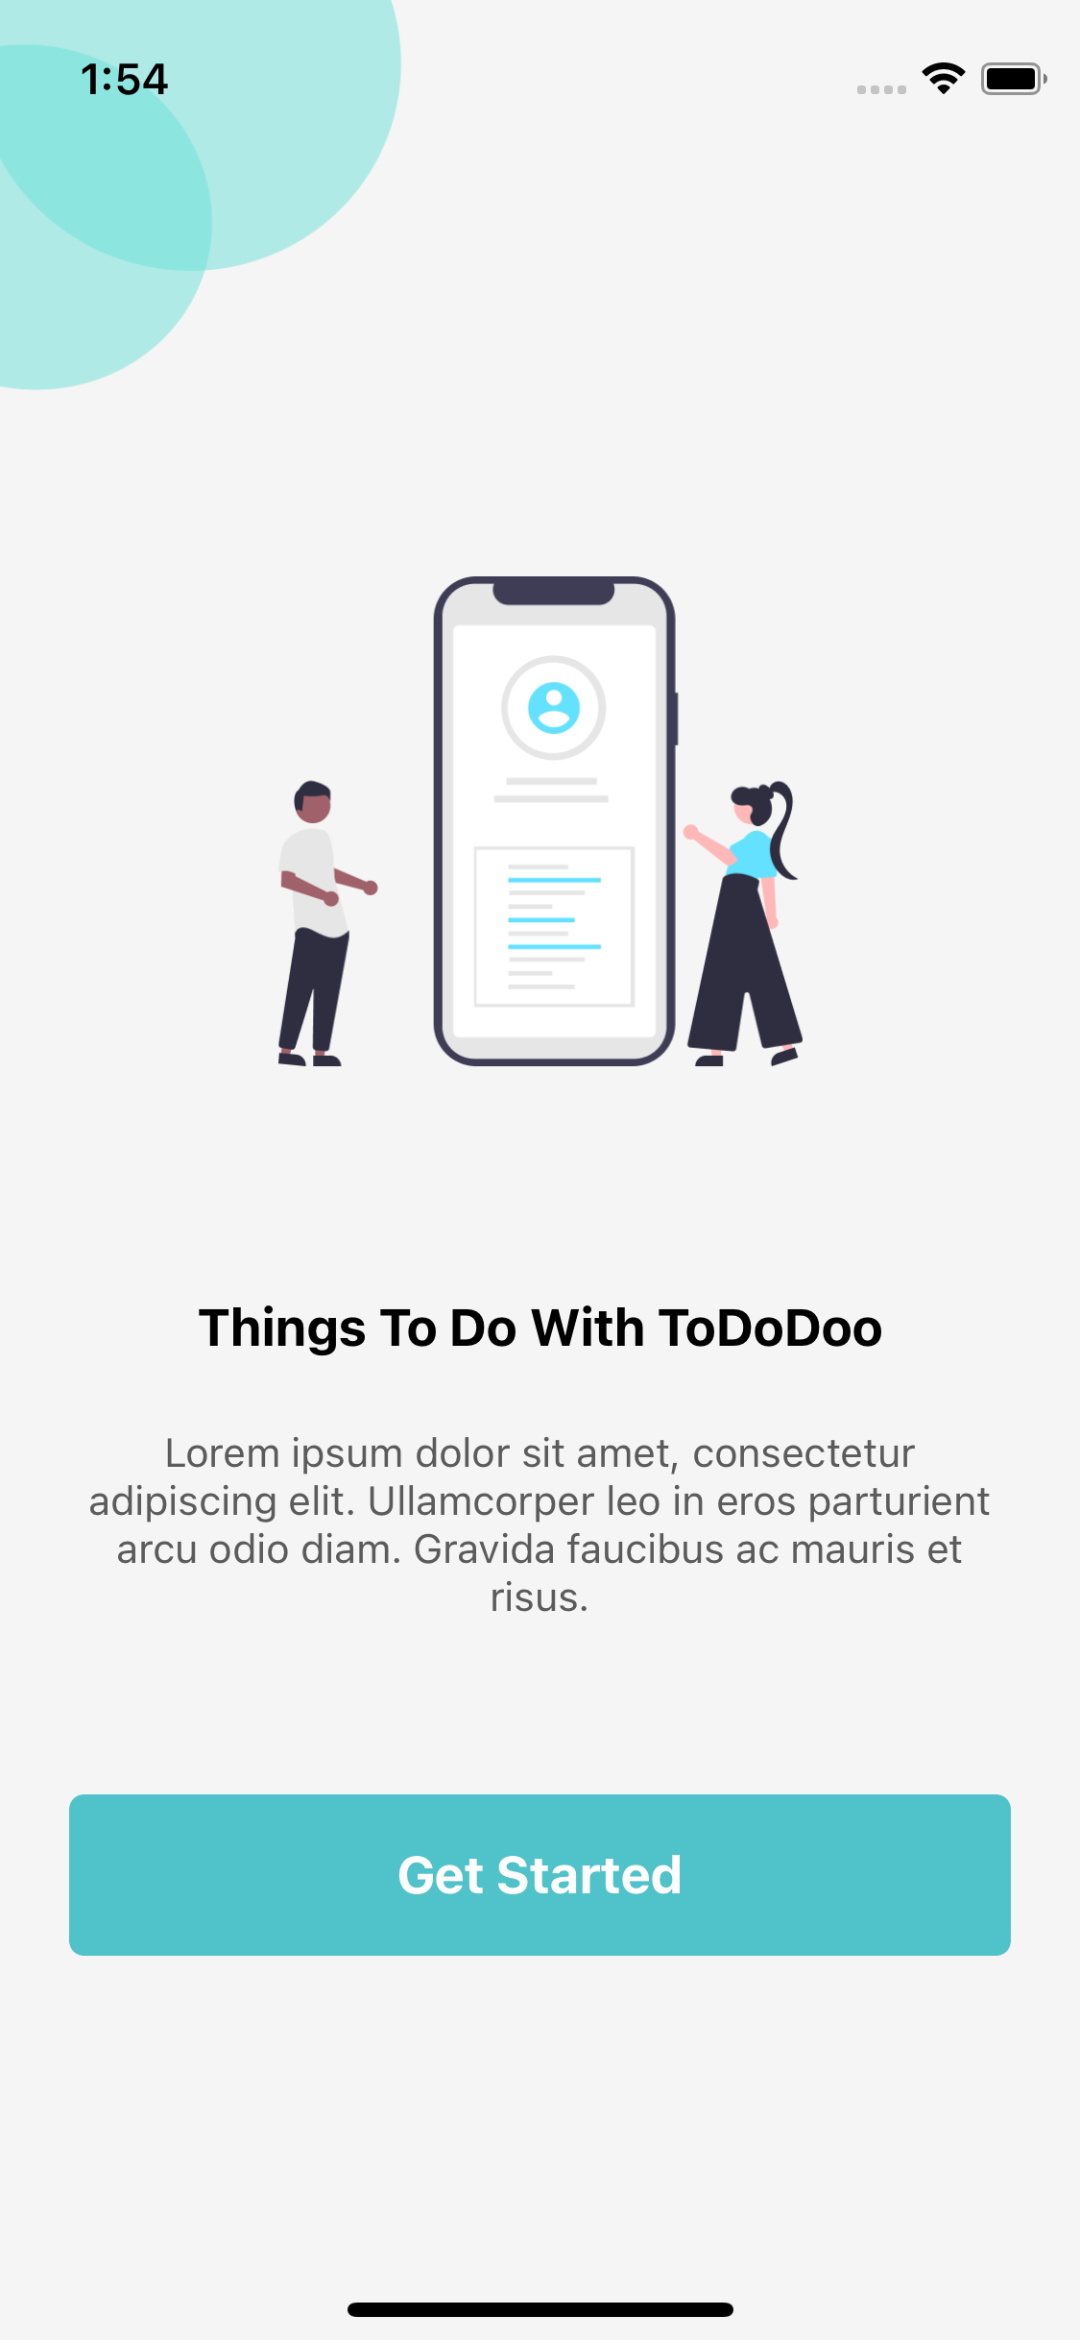 1:54
Things To Do With ToDoDoo
Lorem ipsum dolor sit amet, consectetur
adipiscing elit. Ullamcorper leo in eros parturient
arcu odio diam. Gravida faucibus ac mauris et
risus.
Get Started